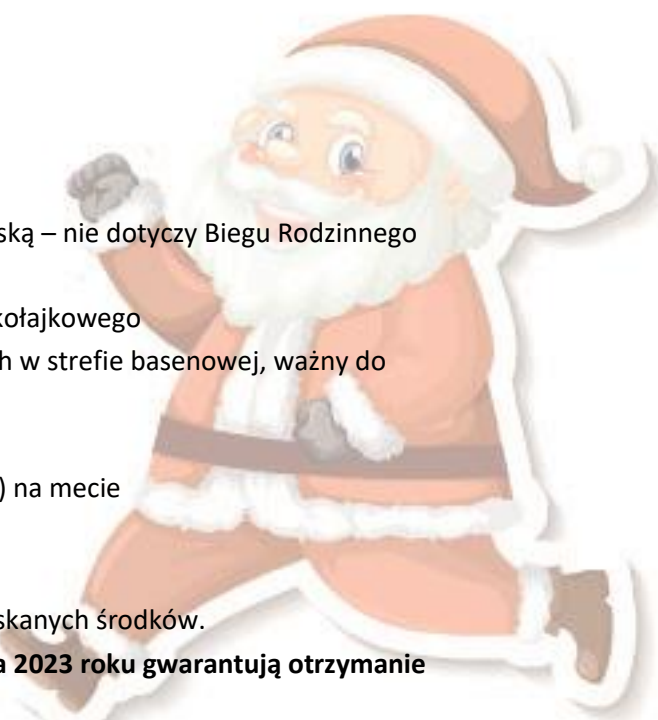 ską – nie dotyczy Biegu Rodzinnego
kołajkowego
h w strefie basenowej, ważny do
) na mecie
skanych środków.
a 2023 roku gwarantują otrzymanie